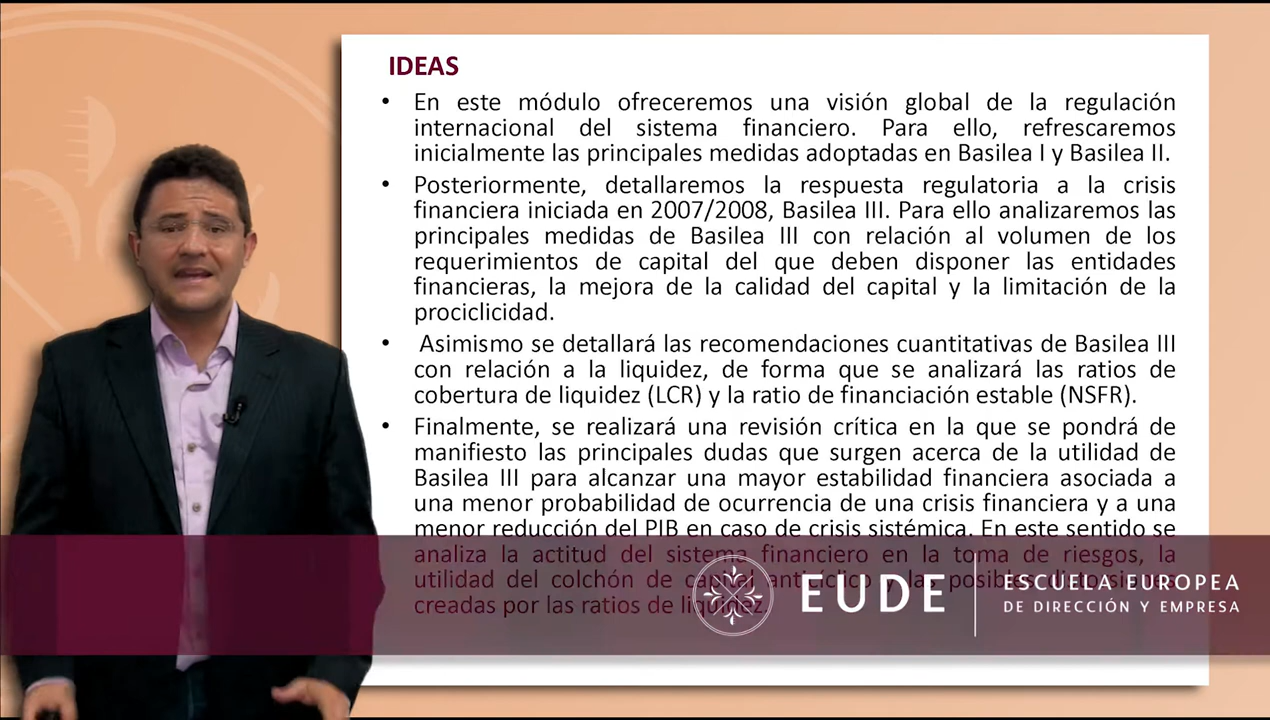 IDEAS
• En este módulo ofreceremos una visión global de la regulación
internacional del sistema financiero. Para ello, refrescaremos
inicialmente las principales medidas adoptadas en Basilea I y Basilea II.
• Posteriormente, detallaremos la respuesta regulatoria a la crisis
financiera iniciada en 2007/2008, Basilea III. Para ello analizaremos las
principales medidas de Basilea III con relación al volumen de los
requerimientos de capital del que deben disponer las entidades
financieras, la mejora de la calidad del capital y la limitación de la
prociclicidad.
• Asimismo se detallará las recomendaciones cuantitativas de Basilea III
con relación a la liquidez, de forma que se analizará las ratios de
cobertura de liquidez (LCR) y la ratio de financiación estable (NSFR).
• Finalmente, se realizará una revisión crítica en la que se pondrá de
manifiesto las principales dudas que surgen acerca de la utilidad de
Basilea III para alcanzar una mayor estabilidad financiera asociada a
una menor probabilidad de ocurrencia de una crisis financiera y a una
menor reducción del PIB en caso de crisis sistémica. En este sentido se
analiza la actitud del sistema financiero en la toma de riesgos, la
utilidad del colchón de capital anticíclico y las posibles
creadas por las ratios de liquidez.
EUDE
ESCUELA EUROPEA
DE DIRECCIÓN Y EMPRESA